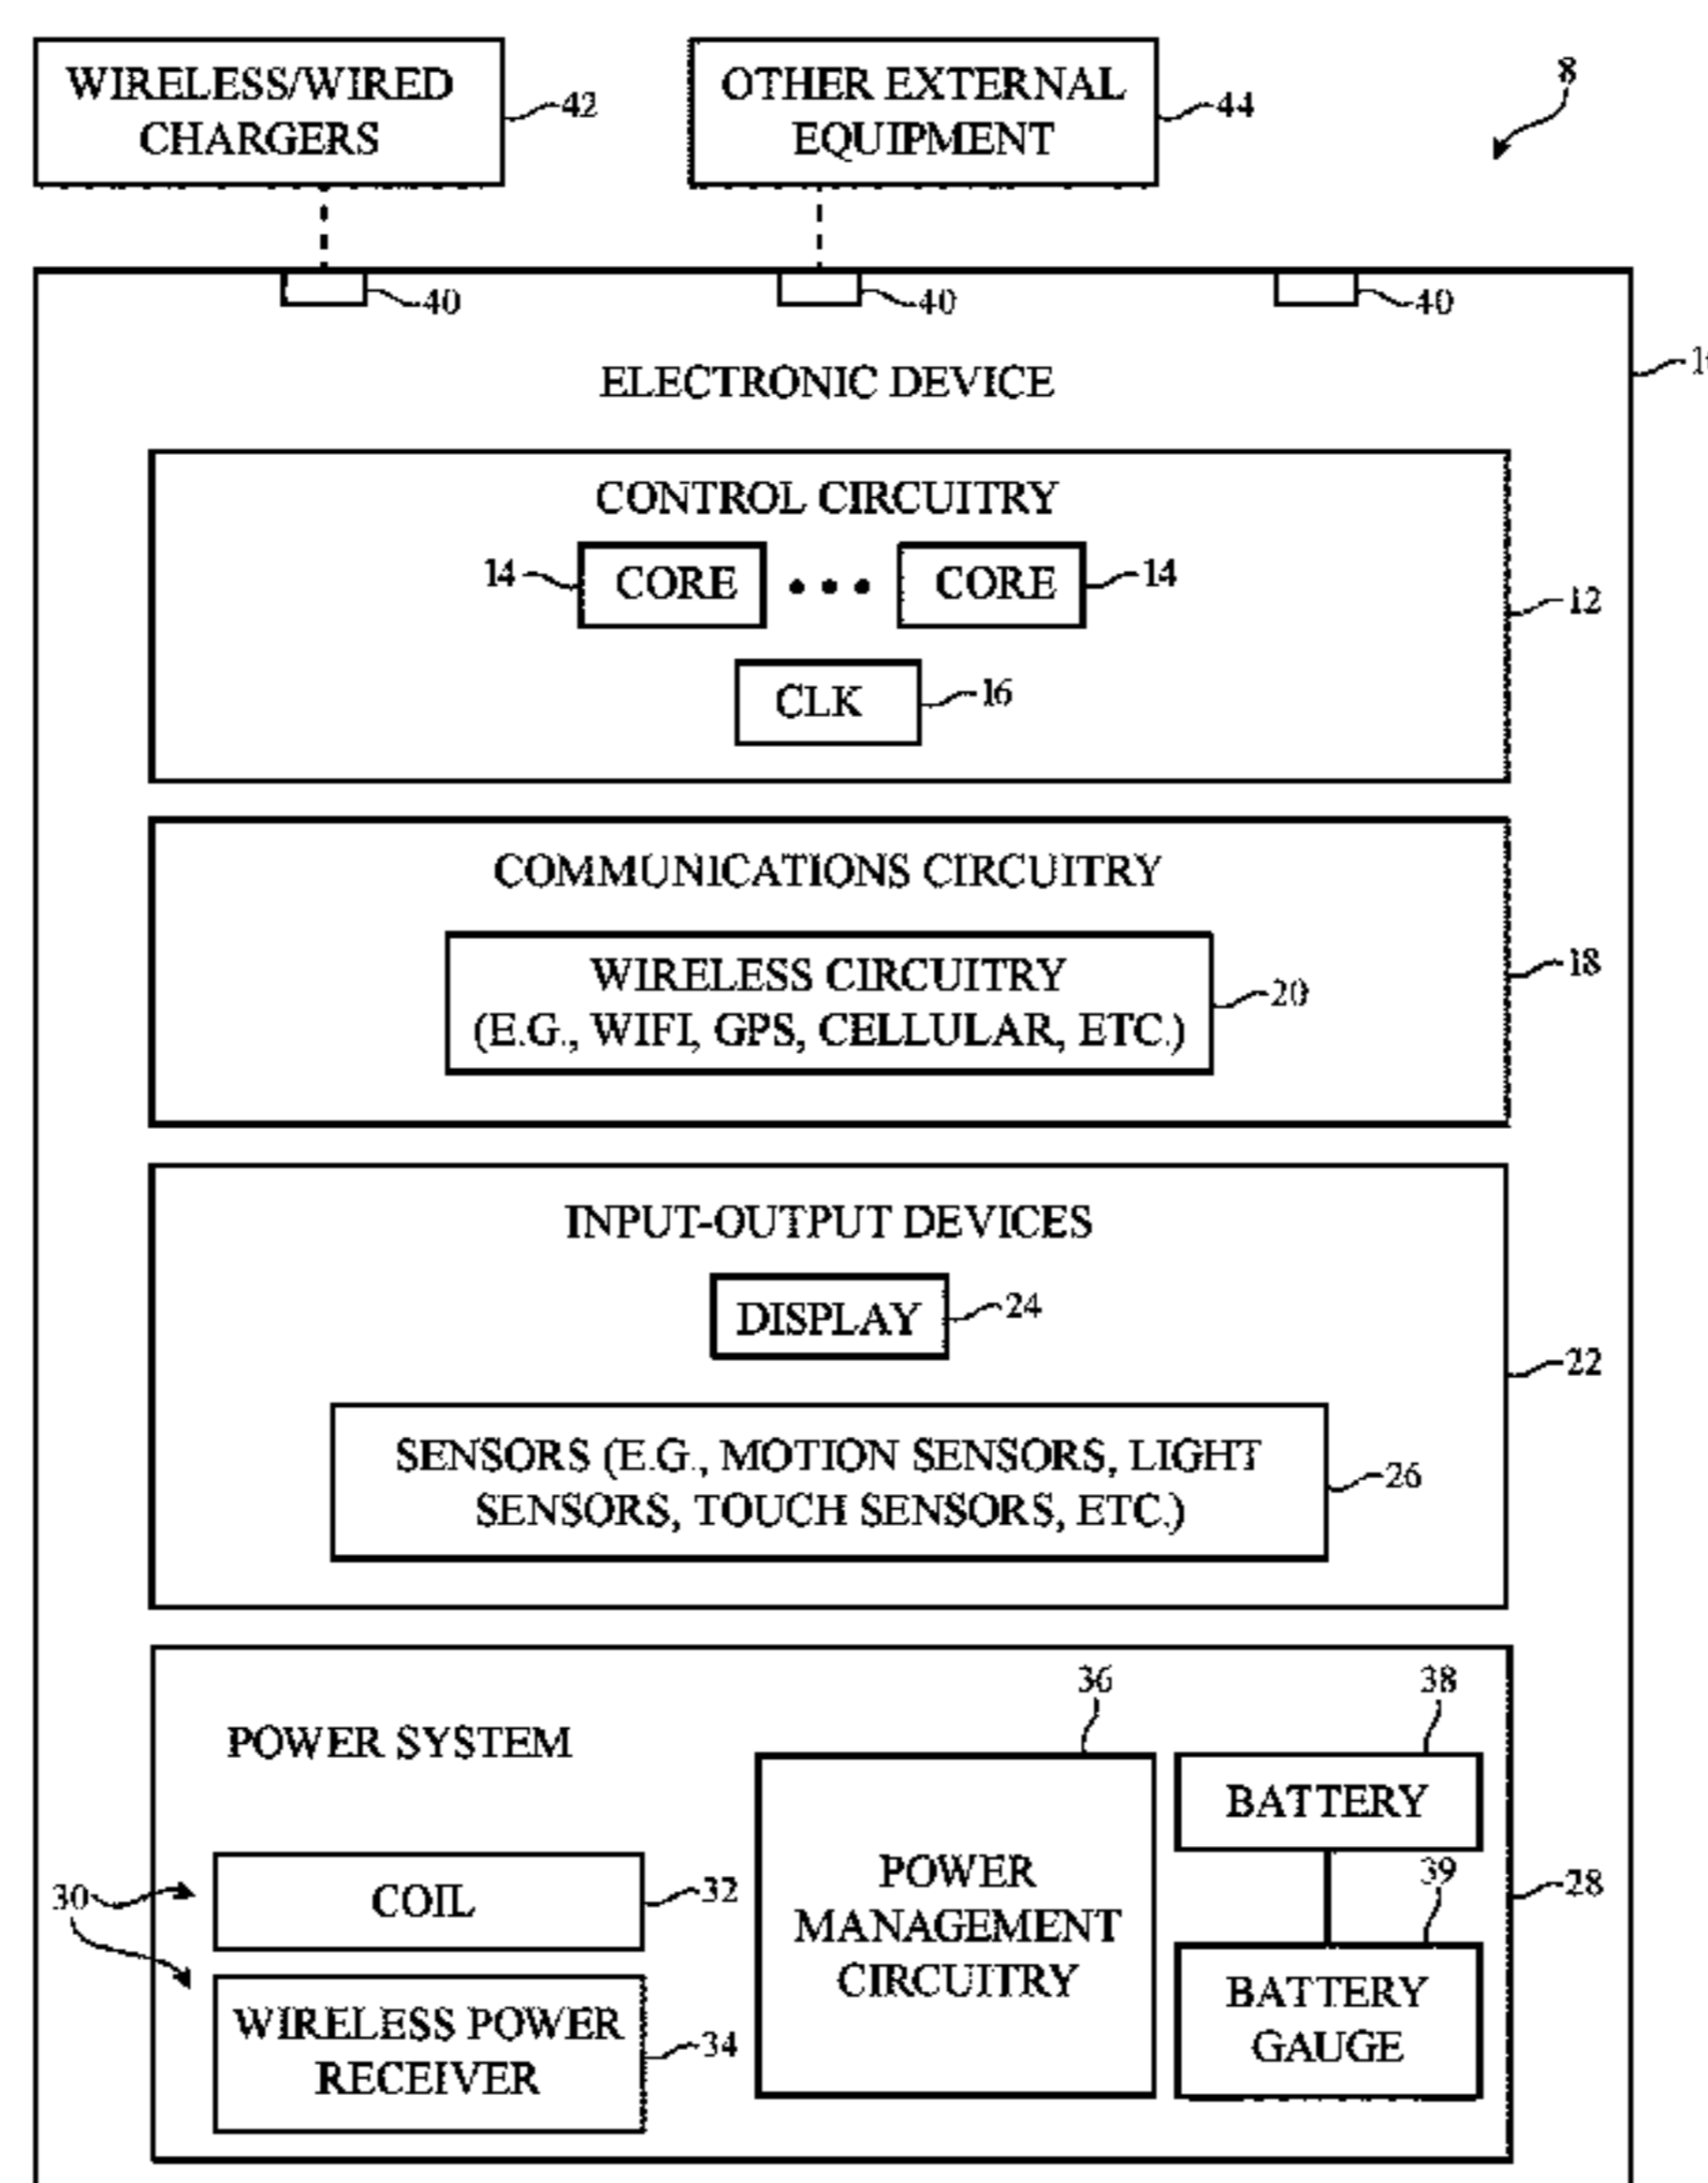 WIRELESS/WIRED
CHARGERS
42
OTHER EXTERNAL
EQUIPMENT
44
8
40
40
40
ELECTRONIC DEVICE
CONTROL CIRCUITRY
14
CORE
•••
CORE
14
12
CLK
16
COMMUNICATIONS CIRCUITRY
WIRELESS CIRCUITRY
(E.G., WIFI, GPS, CELLULAR, ETC.)
20
18
INPUT-OUTPUT DEVICES
DISPLAY
24
22
SENSORS (E.G., MOTION SENSORS, LIGHT
SENSORS, TOUCH SENSORS, ETC.)
26
POWER SYSTEM
36
38
BATTERY
30
COIL
32
POWER
MANAGEMENT
CIRCUITRY
39
28
WIRELESS POWER
RECEIVER
34
BATTERY
GAUGE